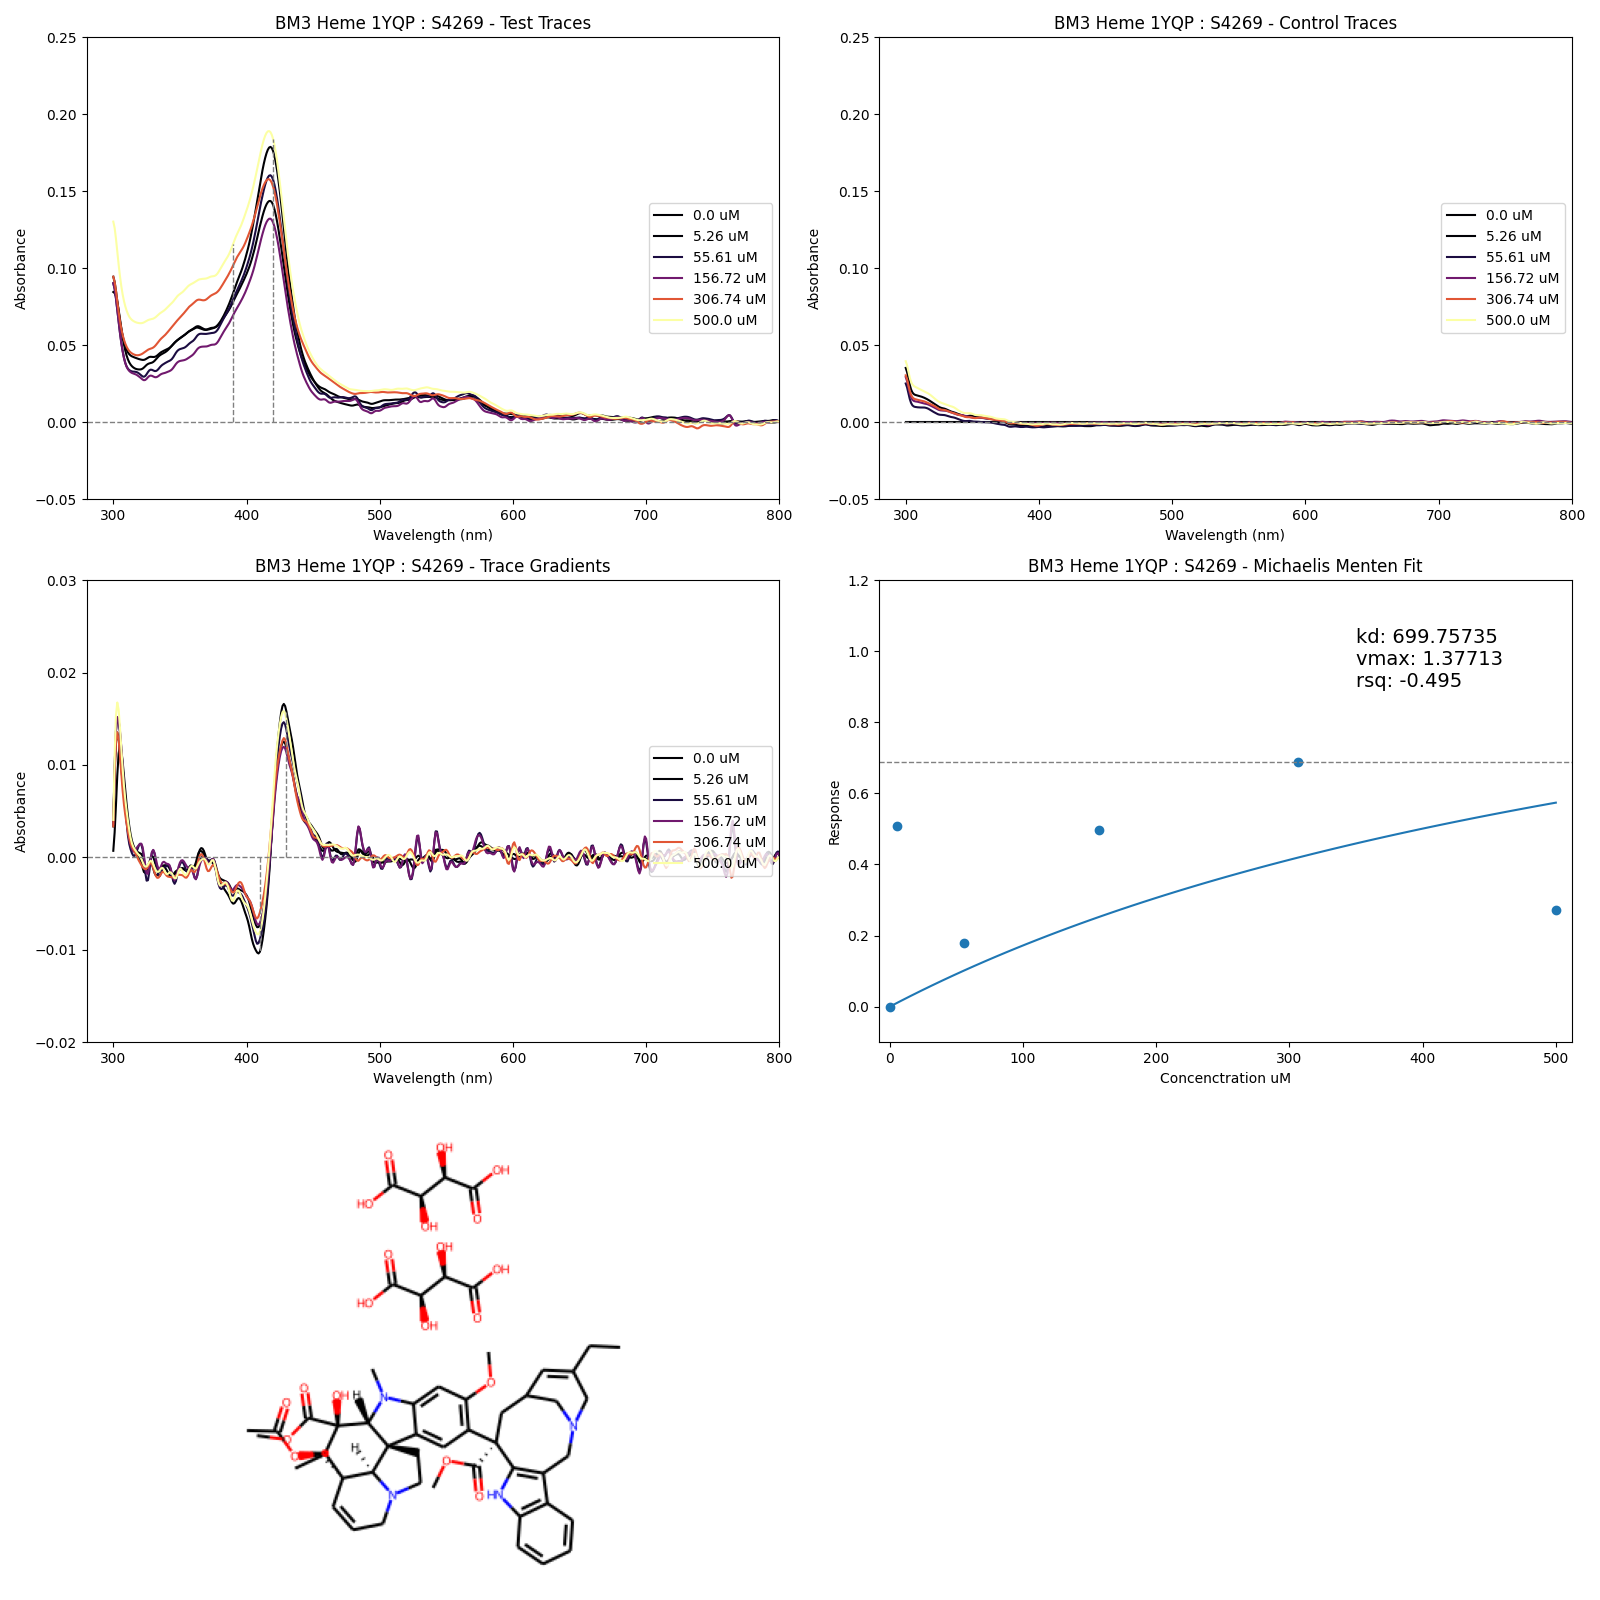 BM3 Heme 1YQP : S4269 - Test Traces
0.25
0.20
0.15
0.10
0.05
0.00
−0.05
Absorbance
0.0 uM
5.26 uM
55.61 uM
156.72 uM
306.74 uM
500.0 uM
300 400 500 600 700 800
Wavelength (nm)
BM3 Heme 1YQP : S4269 - Control Traces
0.25
0.20
0.15
0.10
0.05
0.00
−0.05
Absorbance
0.0 uM
5.26 uM
55.61 uM
156.72 uM
306.74 uM
500.0 uM
300 400 500 600 700 800
Wavelength (nm)
BM3 Heme 1YQP : S4269 - Trace Gradients
0.03
0.02
0.01
0.00
−0.01
−0.02
Absorbance
0.0 uM
5.26 uM
55.61 uM
156.72 uM
306.74 uM
500.0 uM
300 400 500 600 700 800
Wavelength (nm)
BM3 Heme 1YQP : S4269 - Michaelis Menten Fit
1.2
1.0
0.8
0.6
0.4
0.2
0.0
Response
kd: 699.75735
vmax: 1.37713
rsq: -0.495
0 100 200 300 400 500
Concenctration uM
OH
O
OH
HO
O
OH
OH
O
OH
HO
O
OH
O
O
OH
H
N
O
O
O
H
N
O
O
HN
N